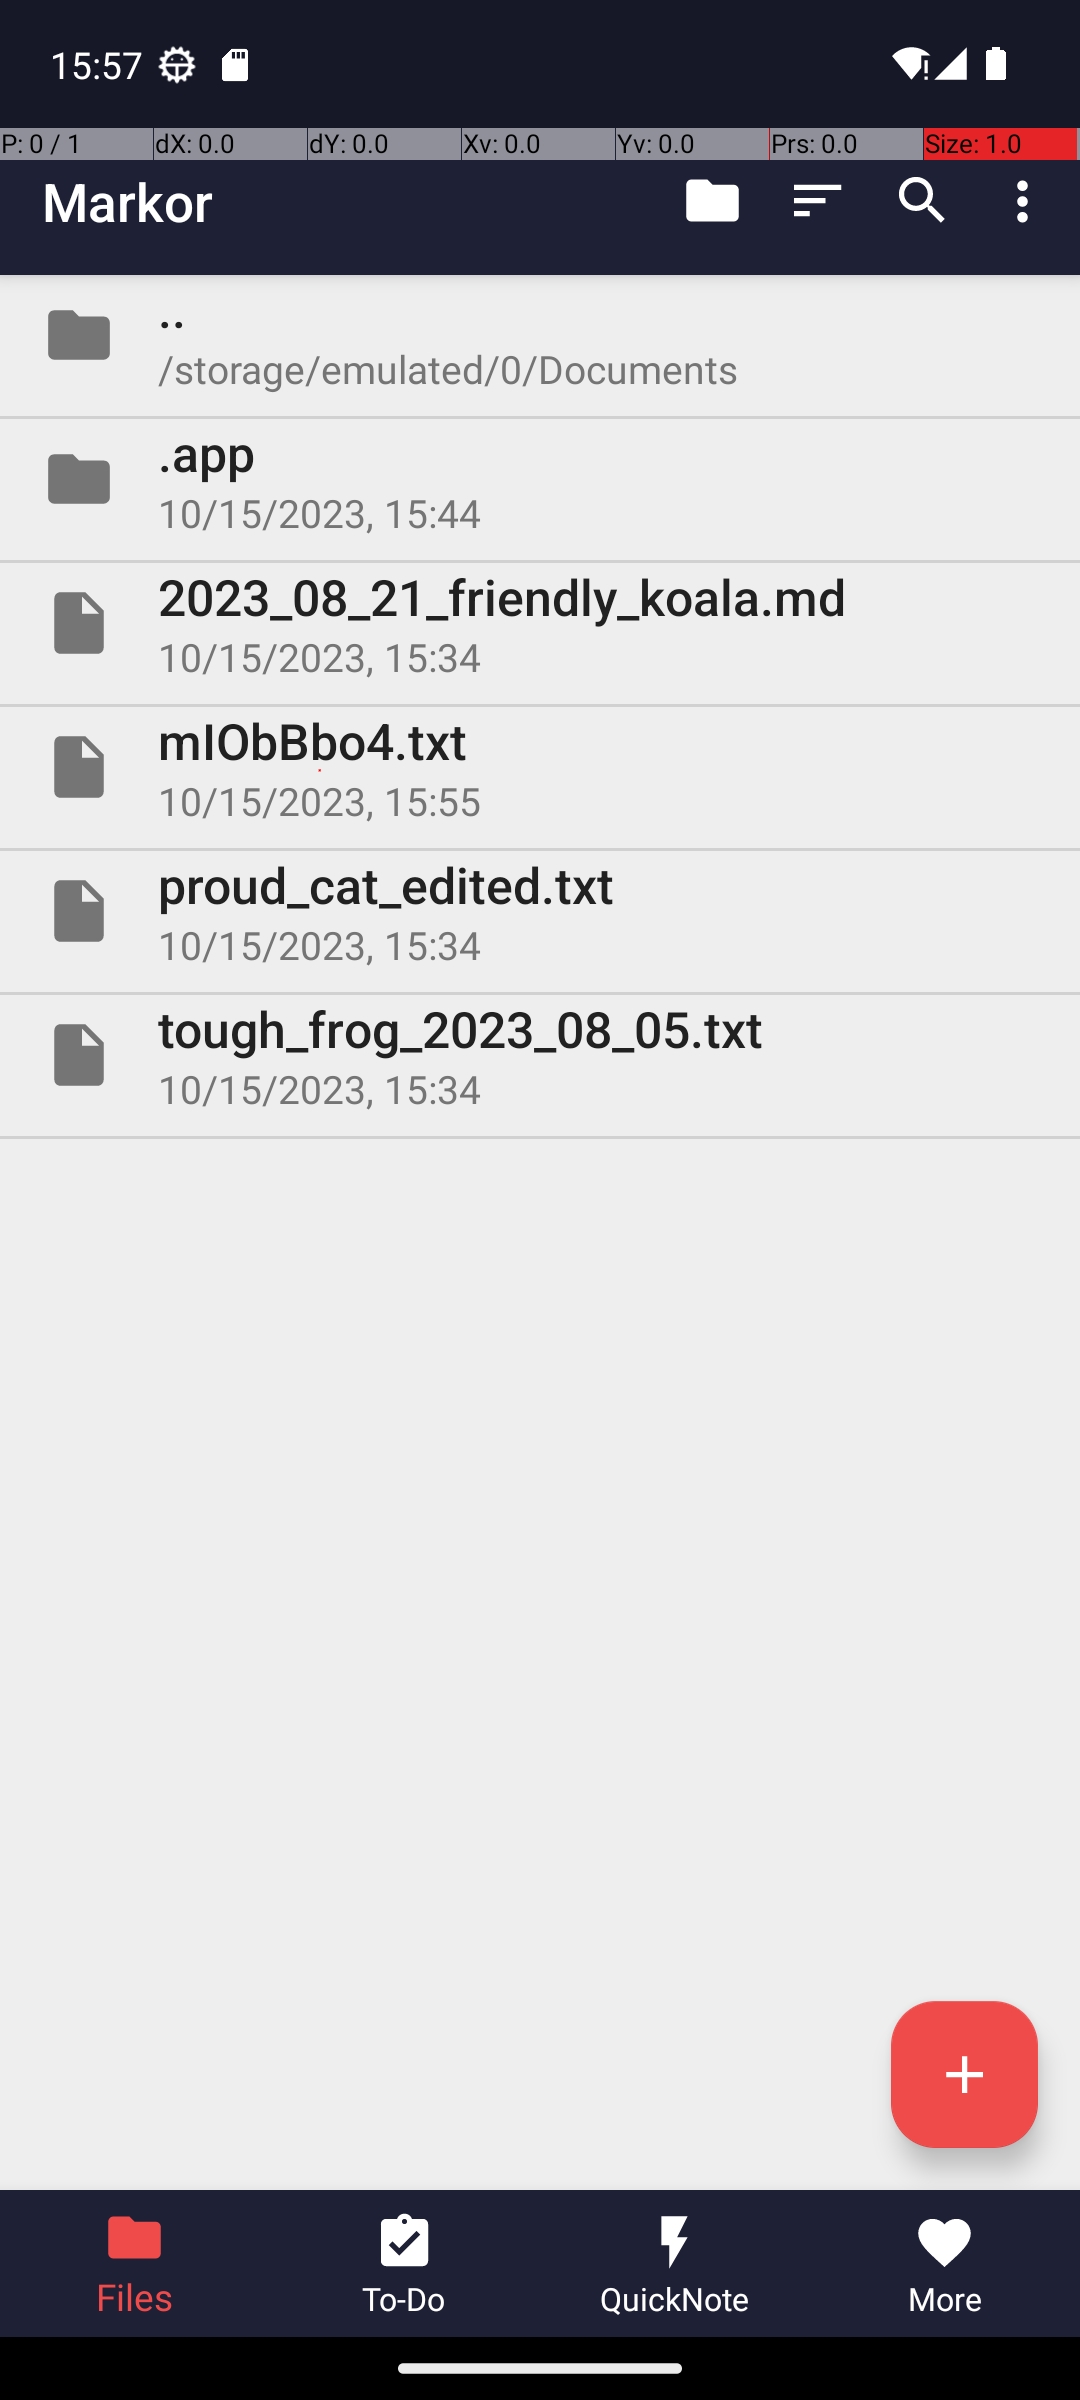 15:57
P: 0 / 1 dX: 0.0 dY: 0.0 Xv: 0.0 Yv: 0.0 Prs: 0.0 Size: 1.0
Markor
..
/storage/emulated/0/Documents
.app
10/15/2023, 15:44
2023_08_21_friendly_koala.md
10/15/2023, 15:34
mIObBbo4.txt
10/15/2023, 15:55
proud_cat_edited.txt
10/15/2023, 15:34
tough_frog_2023_08_05.txt
10/15/2023, 15:34
Files To-Do QuickNote More